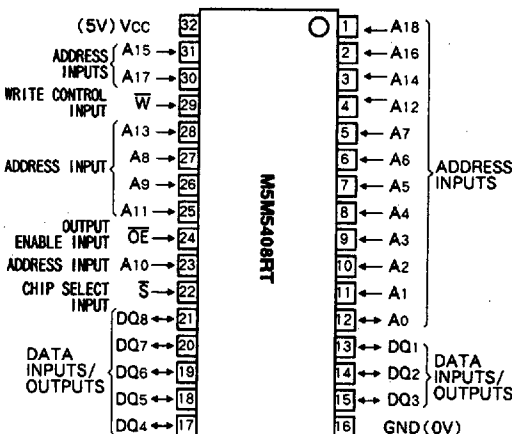 (5V) VCC 32 1 A18
ADDRESS INPUTS A15 31 2 A16
A17 30 3 A14
WRITE CONTROL INPUT W̅ 29 4 A12
A13 28 5 A7
ADDRESS INPUT A8 27 6 A6
A9 26 7 A5
A11 25 8 A4
OUTPUT ENABLE INPUT O̅E̅ 24 9 A3
ADDRESS INPUT A10 23 10 A2
CHIP SELECT INPUT S̅ 22 11 A1
DQ8 21 12 A0
ADDRESS INPUTS
M5M5408RT
DQ7 20 13 DQ1
DQ6 19 14 DQ2
DQ5 18 15 DQ3
DQ4 17 16 GND(0V)
DATA INPUTS/ OUTPUTS
DATA INPUTS/ OUTPUTS